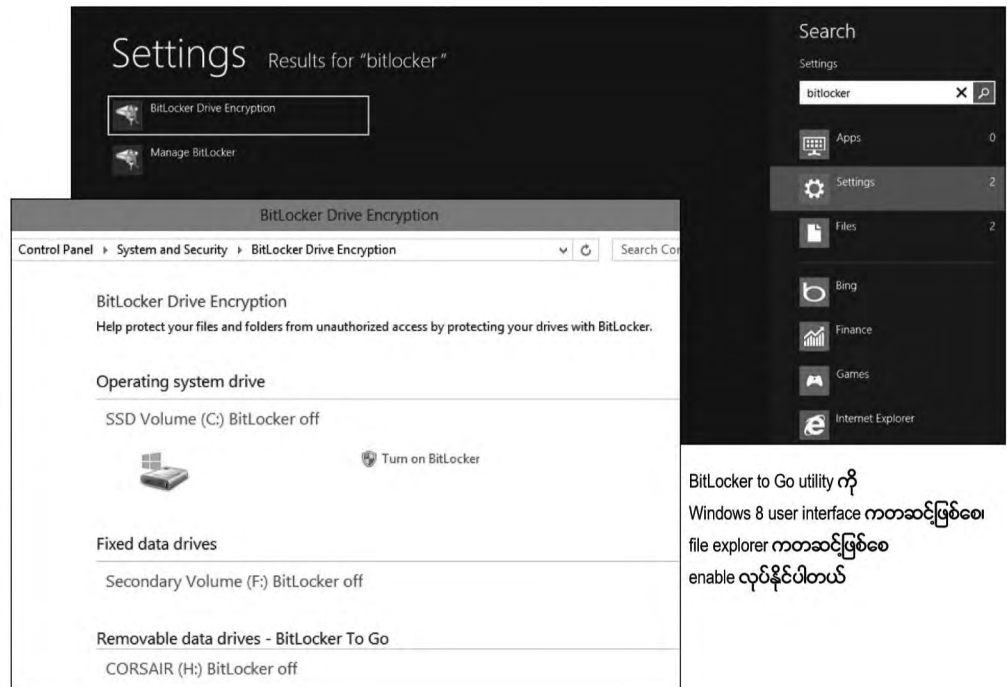 Settings Results for "bitlocker"
BitLocker Drive Encryption
Manage BitLocker
Search
Settings
bitlocker
Apps 0
Settings 2
Files 2
Bing
Finance
Games
Internet Explorer
BitLocker Drive Encryption
Control Panel System and Security BitLocker Drive Encryption Search Con
BitLocker Drive Encryption
Help protect your files and folders from unauthorized access by protecting your drives with BitLocker.
Operating system drive
SSD Volume (C:) BitLocker off
Turn on BitLocker
Fixed data drives
Secondary Volume (F:) BitLocker off
Removable data drives - BitLocker To Go
CORSAIR (H:) BitLocker off
BitLocker to Go utility ကို
Windows 8 user interface ကတဆင့်ဖြစ်စေ၊
file explorer ကတဆင့်ဖြစ်စေ
enable လုပ်နိုင်ပါတယ်